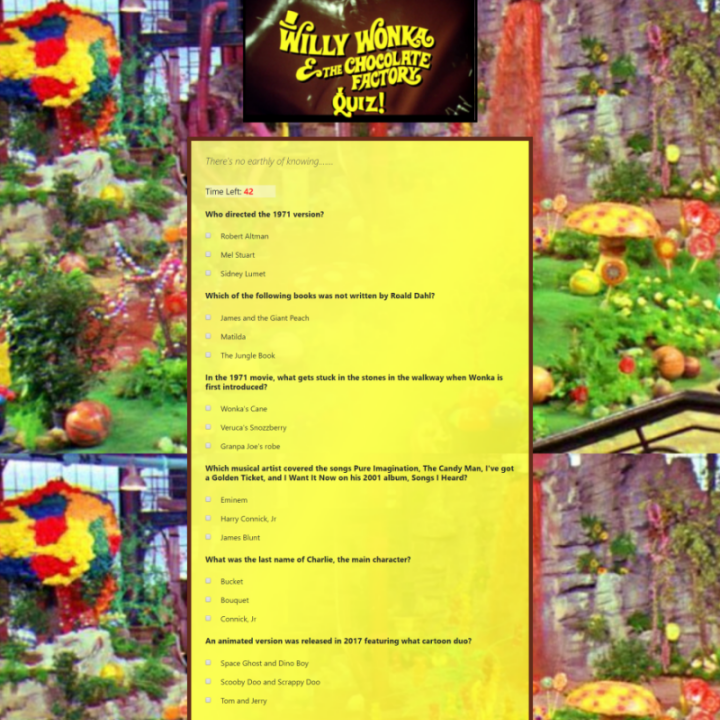 WILLY WONKA
& THE CHOCOLATE
FACTORY
QUIZ!
There's no earthly of knowing......
Time Left: 42
Who directed the 1971 version?
Robert Altman
Mel Stuart
Sidney Lumet
Which of the following books was not written by Roald Dahl?
James and the Giant Peach
Matilda
The Jungle Book
In the 1971 movie, what gets stuck in the stones in the walkway when Wonka is
first introduced?
Wonka's Cane
Veruca's Snozzberry
Granpa Joe's robe
Which musical artist covered the songs Pure Imagination, The Candy Man, I've got
a Golden Ticket, and I Want It Now on his 2001 album, Songs I Heard?
Eminem
Harry Connick, Jr
James Blunt
What was the last name of Charlie, the main character?
Bucket
Bouquet
Connick, Jr
An animated version was released in 2017 featuring what cartoon duo?
Space Ghost and Dino Boy
Scooby Doo and Scrappy Doo
Tom and Jerry